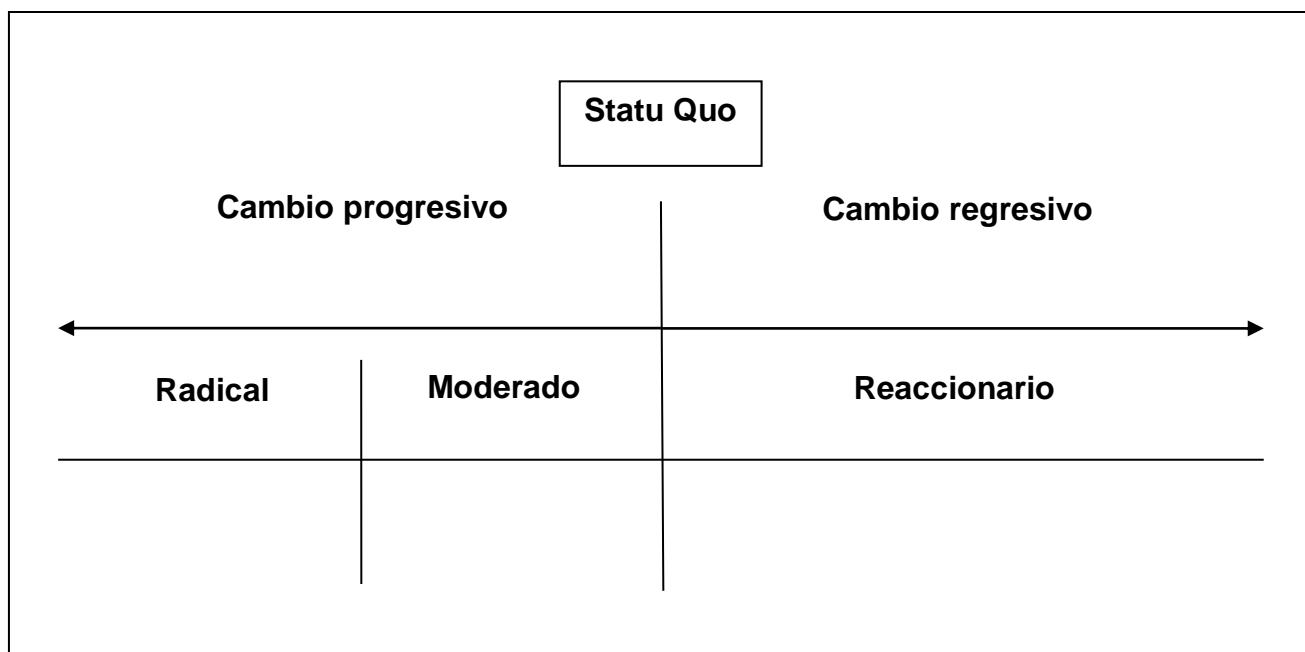 Statu Quo
Cambio progresivo
Cambio regresivo
Radical
Moderado
Reaccionario